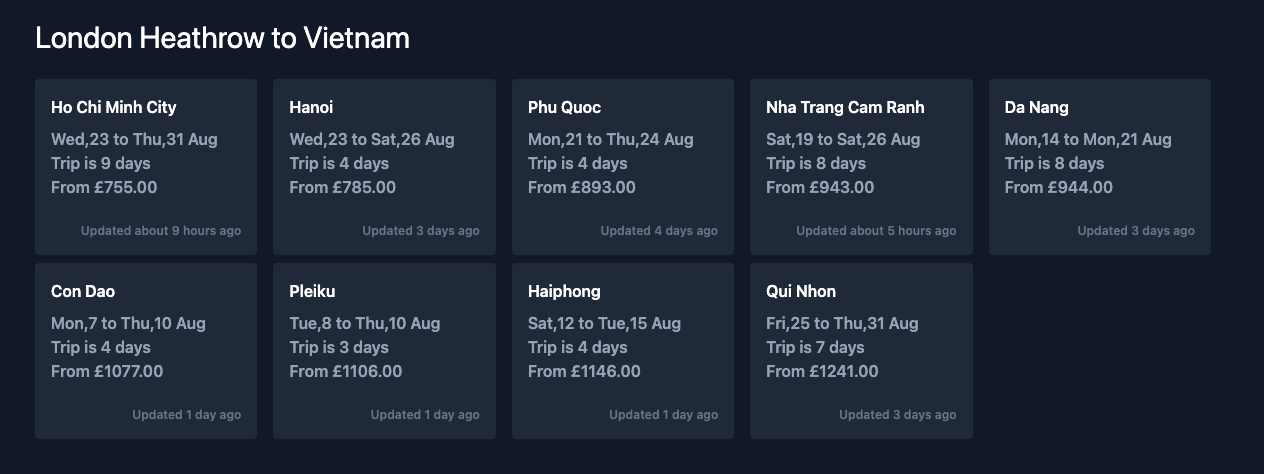 London Heathrow to Vietnam
Ho Chi Minh City
Wed,23 to Thu,31 Aug
Trip is 9 days
From £755.00
Updated about 9 hours ago
Hanoi
Wed,23 to Sat,26 Aug
Trip is 4 days
From £785.00
Updated 3 days ago
Phu Quoc
Mon,21 to Thu,24 Aug
Trip is 4 days
From £893.00
Updated 4 days ago
Nha Trang Cam Ranh
Sat,19 to Sat,26 Aug
Trip is 8 days
From £943.00
Updated about 5 hours ago
Da Nang
Mon,14 to Mon,21 Aug
Trip is 8 days
From £944.00
Updated 3 days ago
Con Dao
Mon,7 to Thu,10 Aug
Trip is 4 days
From £1077.00
Updated 1 day ago
Pleiku
Tue,8 to Thu,10 Aug
Trip is 3 days
From £1106.00
Updated 1 day ago
Haiphong
Sat,12 to Tue,15 Aug
Trip is 4 days
From £1146.00
Updated 1 day ago
Qui Nhon
Fri,25 to Thu,31 Aug
Trip is 7 days
From £1241.00
Updated 3 days ago